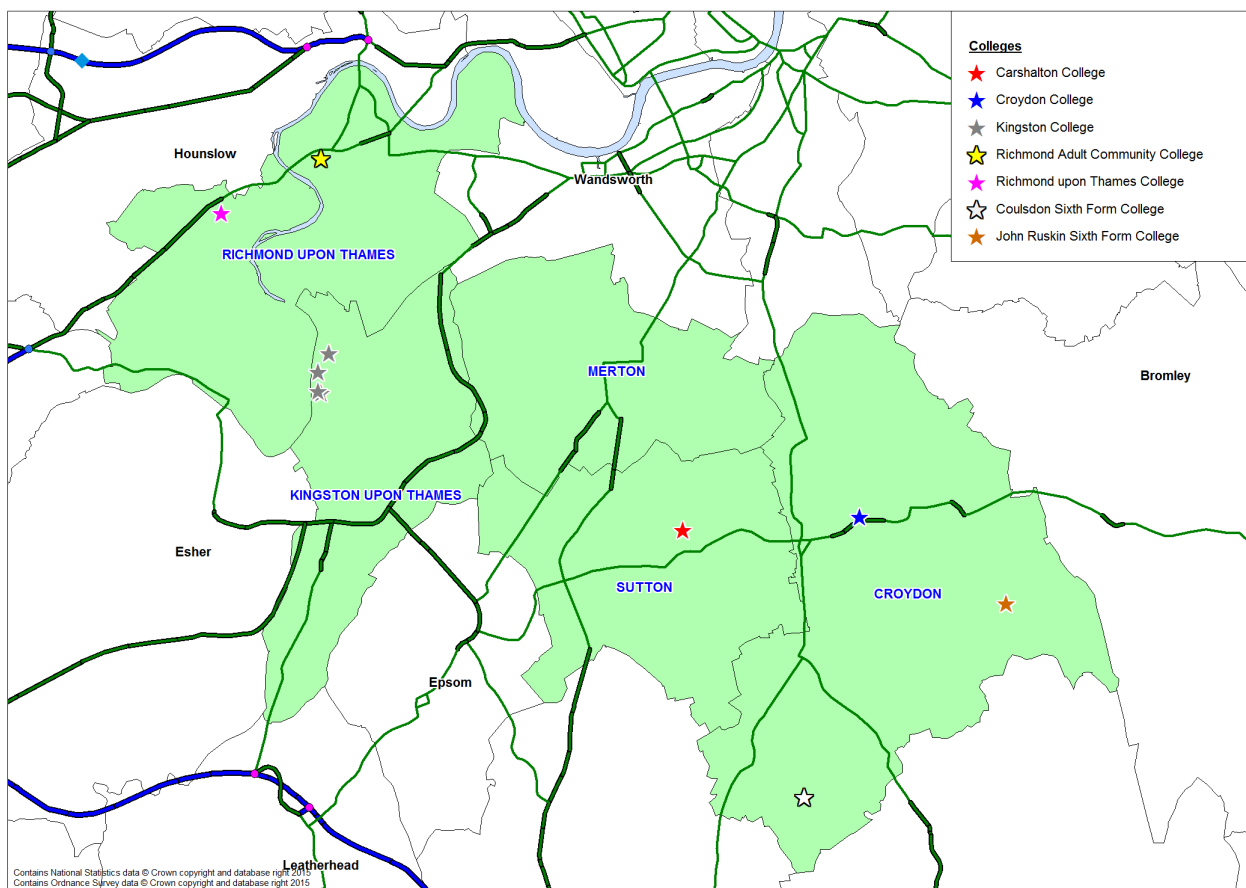 Colleges
Carshalton College
Croydon College
Kingston College
Richmond Adult Community College
Richmond upon Thames College
Coulsdon Sixth Form College
John Ruskin Sixth Form College
Hounslow
Wandsworth
RICHMOND UPON THAMES
MERTON
Bromley
KINGSTON UPON THAMES
Esher
SUTTON
CROYDON
Epsom
Leatherhead
Contains National Statistics data © Crown copyright and database right 2015
Contains Ordnance Survey data © Crown copyright and database right 2015